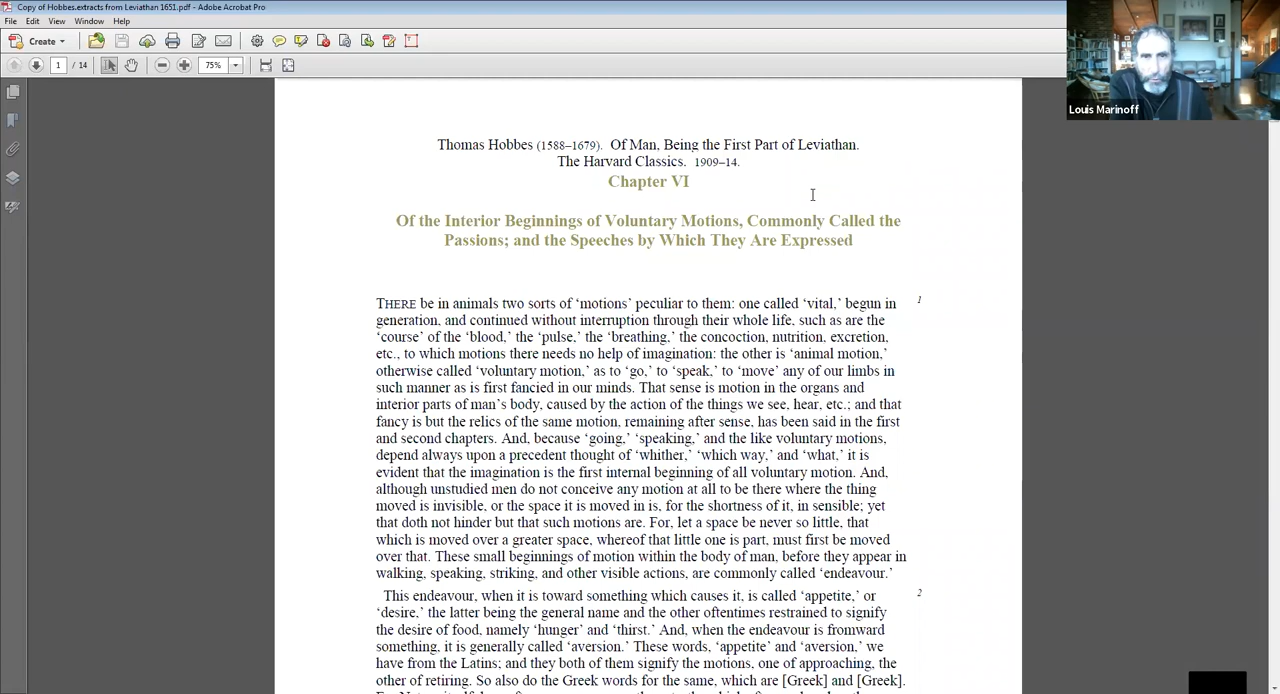 Copy of Hobbes.extracts from Leviathan 1651.pdf - Adobe Acrobat Pro
File Edit View Window Help
Create
1 / 14 75%
Louis Marinoff
Thomas Hobbes (1588–1679). Of Man, Being the First Part of Leviathan.
The Harvard Classics. 1909–14.
Chapter VI
Of the Interior Beginnings of Voluntary Motions, Commonly Called the
Passions; and the Speeches by Which They Are Expressed
THERE be in animals two sorts of ‘motions’ peculiar to them: one called ‘vital,’ begun in 1
generation, and continued without interruption through their whole life, such as are the
‘course’ of the ‘blood,’ the ‘pulse,’ the ‘breathing,’ the concoction, nutrition, excretion,
etc., to which motions there needs no help of imagination: the other is ‘animal motion,’
otherwise called ‘voluntary motion,’ as to ‘go,’ to ‘speak,’ to ‘move’ any of our limbs in
such manner as is first fancied in our minds. That sense is motion in the organs and
interior parts of man’s body, caused by the action of the things we see, hear, etc.; and that
fancy is but the relics of the same motion, remaining after sense, has been said in the first
and second chapters. And, because ‘going,’ ‘speaking,’ and the like voluntary motions,
depend always upon a precedent thought of ‘whither,’ ‘which way,’ and ‘what,’ it is
evident that the imagination is the first internal beginning of all voluntary motion. And,
although unstudied men do not conceive any motion at all to be there where the thing
moved is invisible, or the space it is moved in is, for the shortness of it, in sensible; yet
that doth not hinder but that such motions are. For, let a space be never so little, that
which is moved over a greater space, whereof that little one is part, must first be moved
over that. These small beginnings of motion within the body of man, before they appear in
walking, speaking, striking, and other visible actions, are commonly called ‘endeavour.’
This endeavour, when it is toward something which causes it, is called ‘appetite,’ or 2
‘desire,’ the latter being the general name and the other oftentimes restrained to signify
the desire of food, namely ‘hunger’ and ‘thirst.’ And, when the endeavour is fromward
something, it is generally called ‘aversion.’ These words, ‘appetite’ and ‘aversion,’ we
have from the Latins; and they both of them signify the motions, one of approaching, the
other of retiring. So also do the Greek words for the same, which are [Greek] and [Greek].